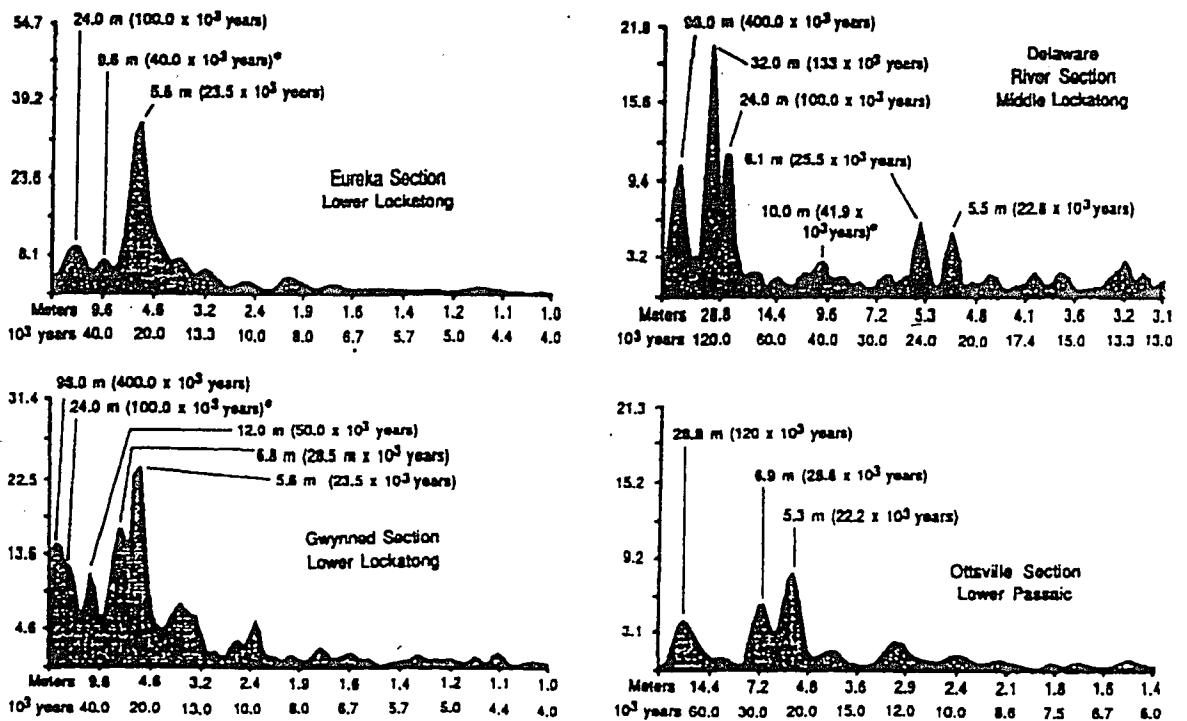 54.7
39.2
23.6
8.1
24.0 m (100.0 x 10³ years)
9.6 m (40.0 x 10³ years)*
5.6 m (23.5 x 10³ years)
Eureka Section
Lower Lockatong
Meters 9.6 4.6 3.2 2.4 1.9 1.6 1.4 1.2 1.1 1.0
10³ years 40.0 20.0 13.3 10.0 8.0 6.7 5.7 5.0 4.4 4.0
21.8
15.6
9.4
3.2
(400.0 x 10³ years)
32.0 m (133 x 10³ years)
24.0 m (100.0 x 10³ years)
6.1 m (25.5 x 10³ years)
10.0 m (41.9 x
10³ years)*
5.5 m (22.8 x 10³ years)
Delaware
River Section
Middle Lockatong
Meters 28.8 14.4 9.6 7.2 5.3 4.8 4.1 3.6 3.2 3.1
10³ years 120.0 60.0 40.0 30.0 24.0 20.0 17.4 15.0 13.3 13.0
31.4
22.5
13.6
4.6
(400.0 x 10³ years)
24.0 m (100.0 x 10³ years)*
12.0 m (50.0 x 10³ years)
6.8 m (28.5 m x 10³ years)
5.6 m (23.5 x 10³ years)
Gwynned Section
Lower Lockatong
Meters 9.6 4.6 3.2 2.4 1.9 1.6 1.4 1.2 1.1 1.0
10³ years 40.0 20.0 13.0 10.0 8.0 6.7 5.7 5.0 4.4 4.0
21.3
15.2
9.2
3.1
28.8 m (120 x 10³ years)
6.9 m (28.8 x 10³ years)
5.3 m (22.2 x 10³ years)
Ottsville Section
Lower Passaic
Meters 14.4 7.2 4.8 3.6 2.9 2.4 2.1 1.8 1.6 1.4
10³ years 60.0 30.0 20.0 15.0 12.0 10.0 8.6 6.7 6.0